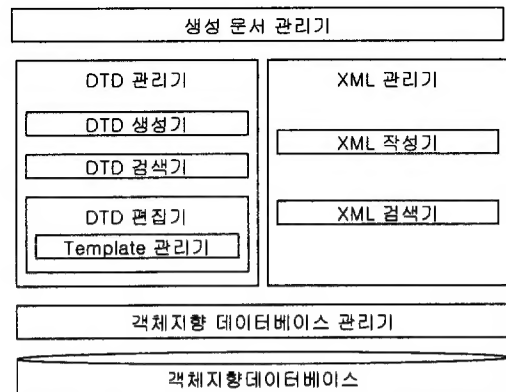 생성 문서 관리기
DTD 관리기
DTD 생성기
DTD 검색기
DTD 편집기
Template 관리기
XML 관리기
XML 작성기
XML 검색기
객체지향 데이터베이스 관리기
객체지향데이터베이스